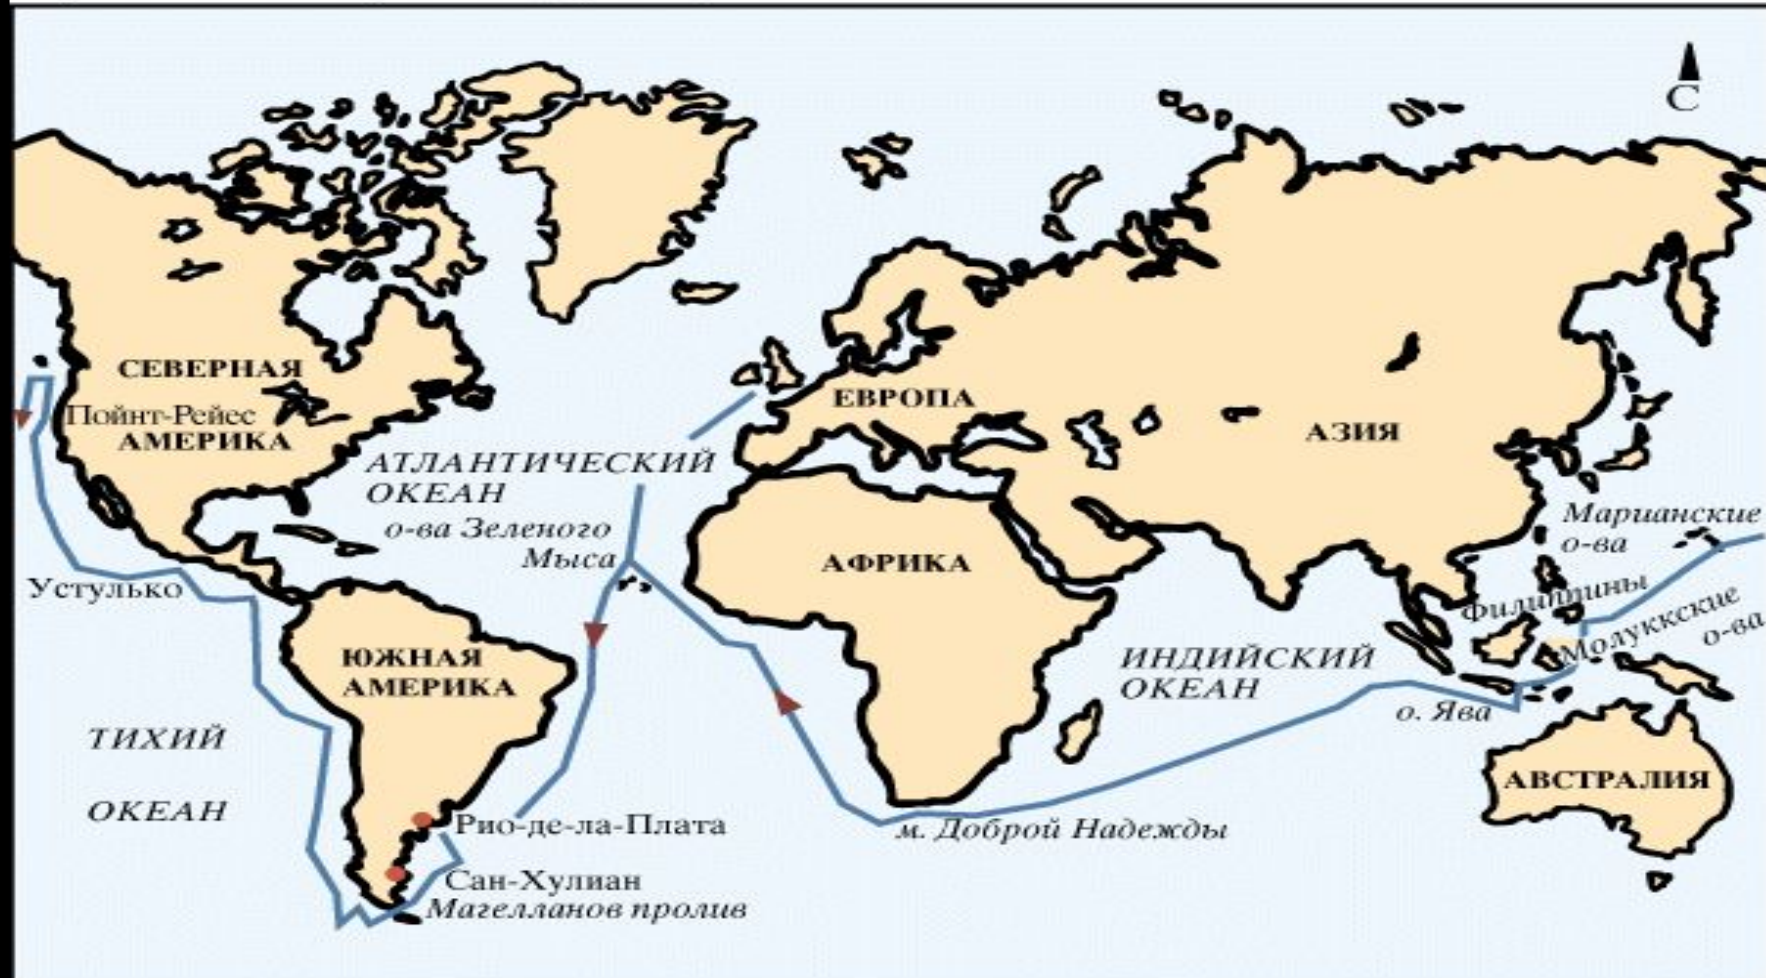 С
СЕВЕРНАЯ
Пойнт-Рейес
АМЕРИКА
ЕВРОПА
АЗИЯ
АТЛАНТИЧЕСКИЙ
ОКЕАН
о-ва Зеленого
Мыса
Марианские
о-ва
АФРИКА
Устулько
Филиппины
Молуккские
о-ва
ЮЖНАЯ
АМЕРИКА
ИНДИЙСКИЙ
ОКЕАН
о. Ява
ТИХИЙ
ОКЕАН
АВСТРАЛИЯ
Рио-де-ла-Плата
м. Доброй Надежды
Сан-Хулиан
Магелланов пролив